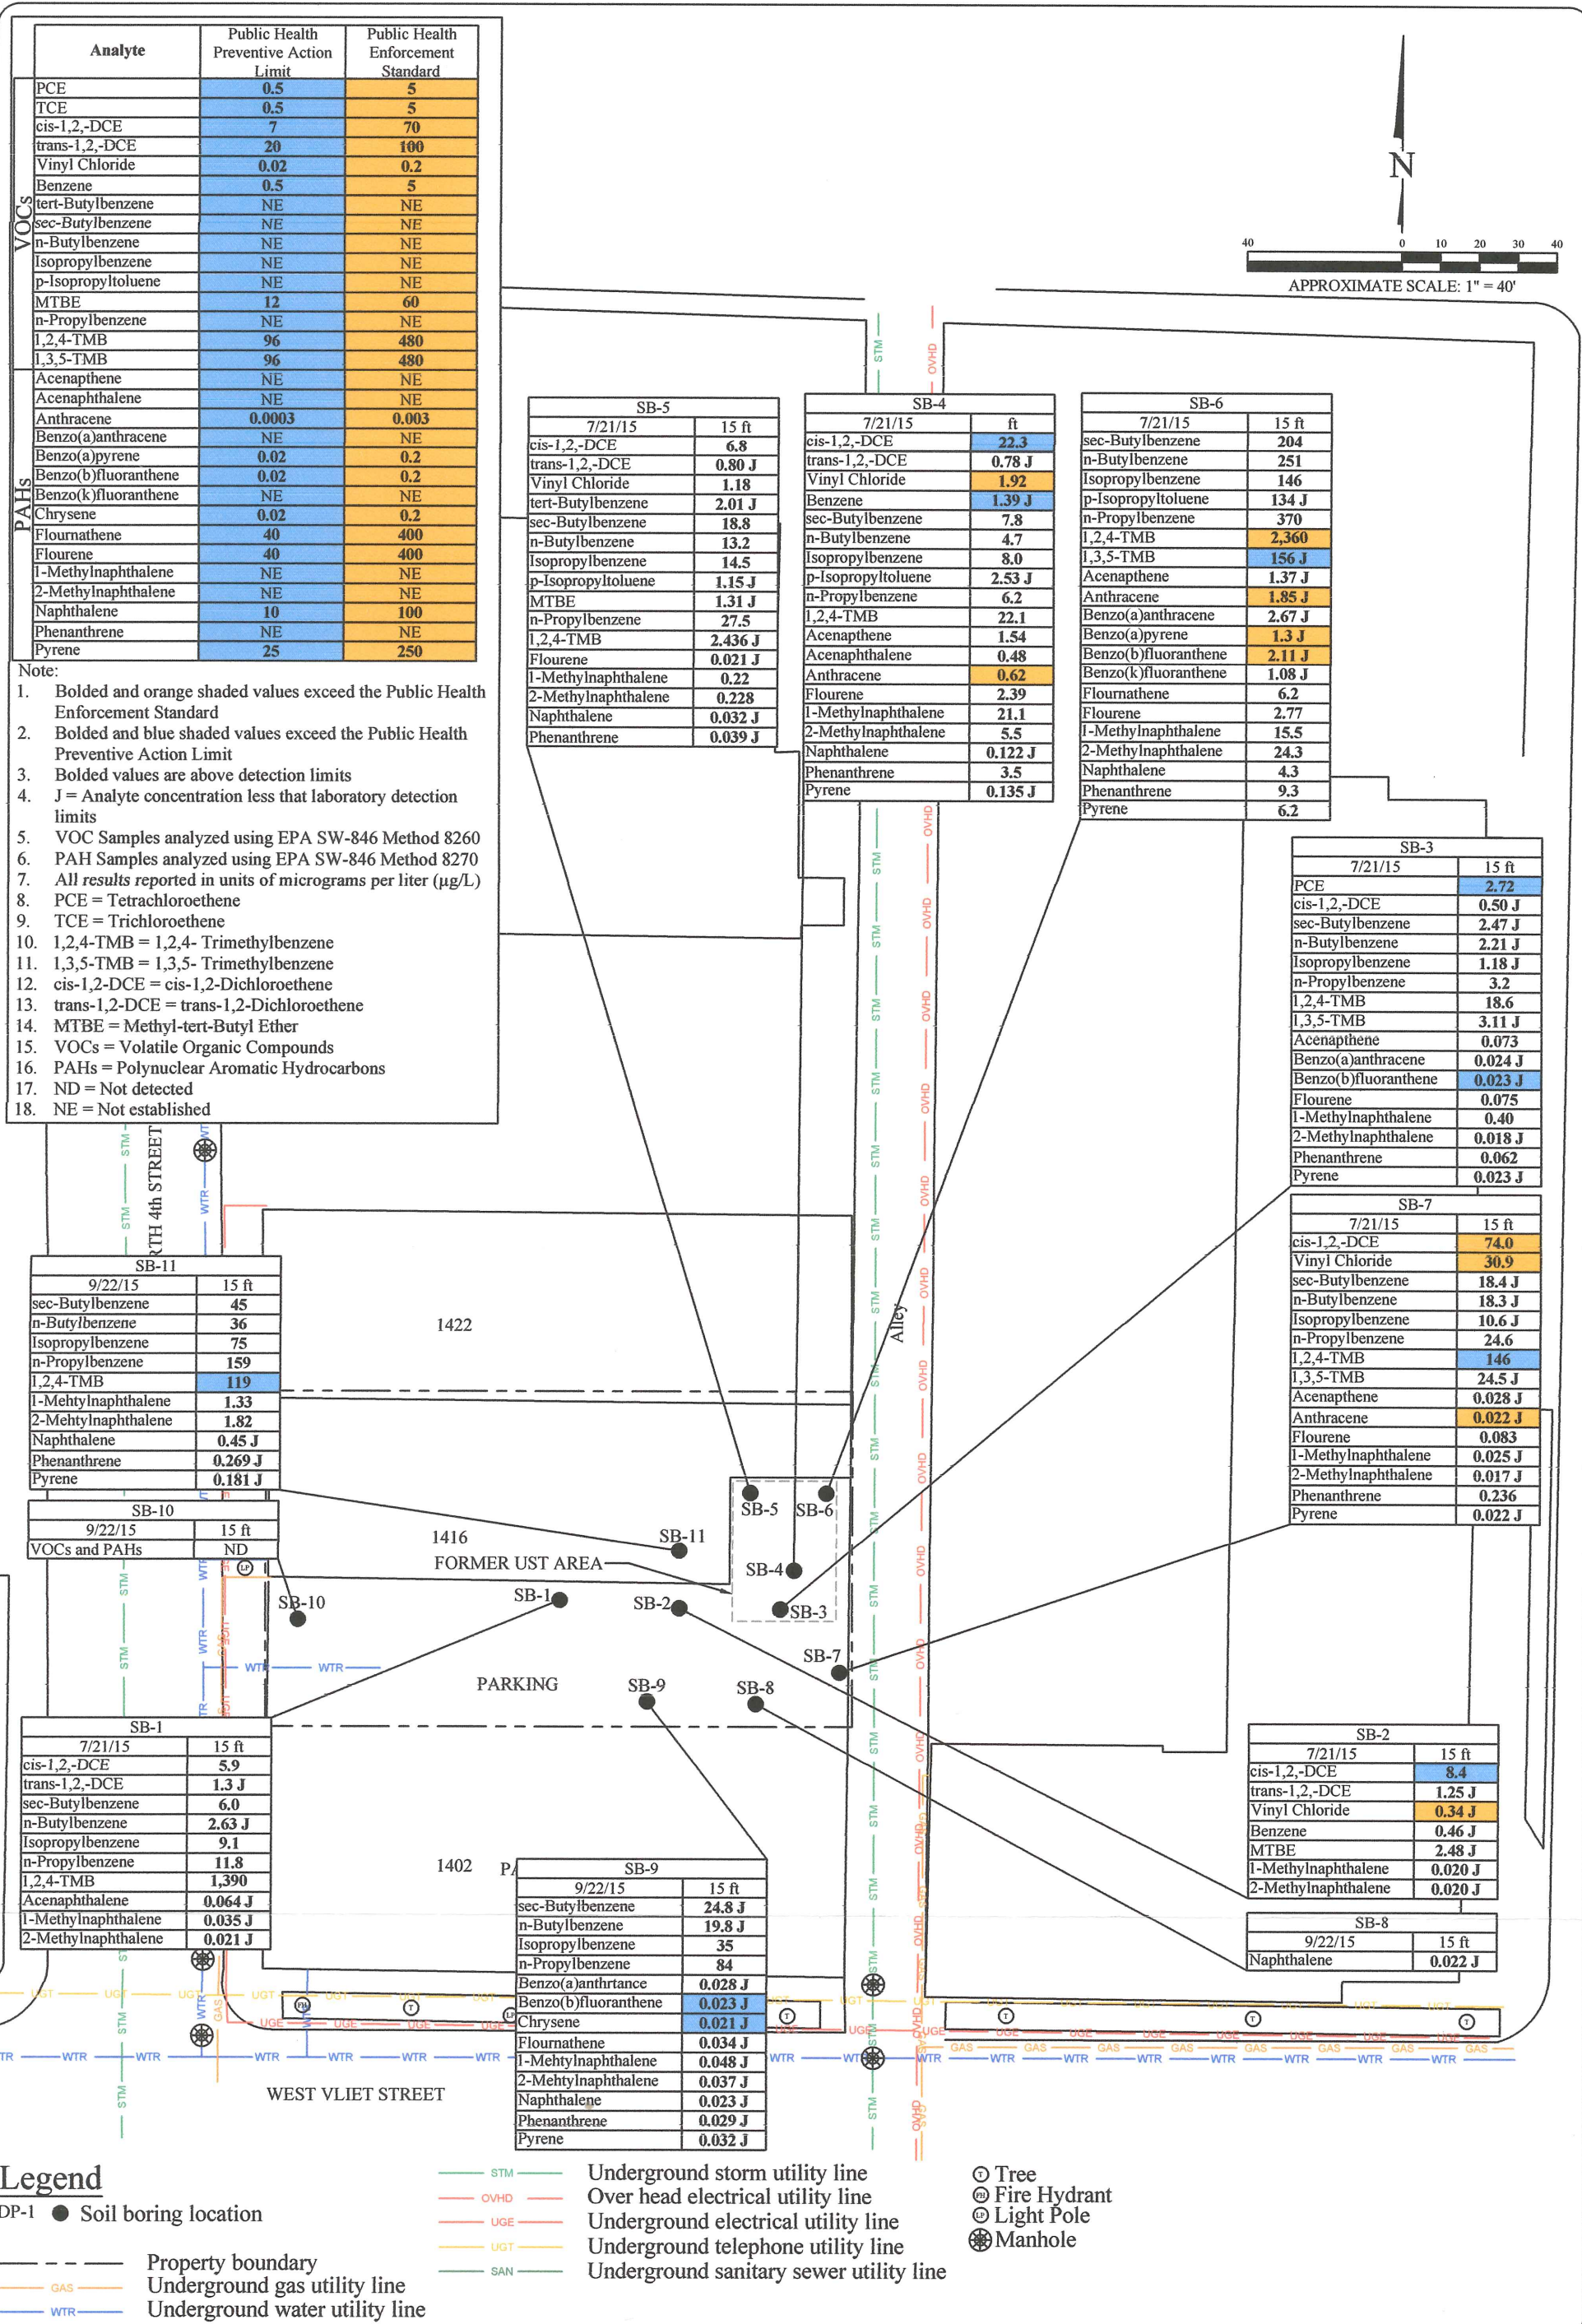 Analyte Public Health Preventive Action Limit Public Health Enforcement Standard
VOCs
PCE 0.5 5
TCE 0.5 5
cis-1,2,-DCE 7 70
trans-1,2,-DCE 20 100
Vinyl Chloride 0.02 0.2
Benzene 0.5 5
tert-Butylbenzene NE NE
sec-Butylbenzene NE NE
n-Butylbenzene NE NE
Isopropylbenzene NE NE
p-Isopropyltoluene NE NE
MTBE 12 60
n-Propylbenzene NE NE
1,2,4-TMB 96 480
1,3,5-TMB 96 480
PAHs
Acenapthene NE NE
Acenaphthalene NE NE
Anthracene 0.0003 0.003
Benzo(a)anthracene NE NE
Benzo(a)pyrene 0.02 0.2
Benzo(b)fluoranthene 0.02 0.2
Benzo(k)fluoranthene NE NE
Chrysene 0.02 0.2
Flournathene 40 400
Flourene 40 400
1-Methylnaphthalene NE NE
2-Methylnaphthalene NE NE
Naphthalene 10 100
Phenanthrene NE NE
Pyrene 25 250
Note:
1. Bolded and orange shaded values exceed the Public Health
Enforcement Standard
2. Bolded and blue shaded values exceed the Public Health
Preventive Action Limit
3. Bolded values are above detection limits
4. J = Analyte concentration less that laboratory detection
limits
5. VOC Samples analyzed using EPA SW-846 Method 8260
6. PAH Samples analyzed using EPA SW-846 Method 8270
7. All results reported in units of micrograms per liter (µg/L)
8. PCE = Tetrachloroethene
9. TCE = Trichloroethene
10. 1,2,4-TMB = 1,2,4- Trimethylbenzene
11. 1,3,5-TMB = 1,3,5- Trimethylbenzene
12. cis-1,2-DCE = cis-1,2-Dichloroethene
13. trans-1,2-DCE = trans-1,2-Dichloroethene
14. MTBE = Methyl-tert-Butyl Ether
15. VOCs = Volatile Organic Compounds
16. PAHs = Polynuclear Aromatic Hydrocarbons
17. ND = Not detected
18. NE = Not established
N
40 0 10 20 30 40
APPROXIMATE SCALE: 1" = 40'
SB-5
7/21/15 15 ft
cis-1,2,-DCE 6.8
trans-1,2,-DCE 0.80 J
Vinyl Chloride 1.18
tert-Butylbenzene 2.01 J
sec-Butylbenzene 18.8
n-Butylbenzene 13.2
Isopropylbenzene 14.5
p-Isopropyltoluene 1.15 J
MTBE 1.31 J
n-Propylbenzene 27.5
1,2,4-TMB 2.436 J
Flourene 0.021 J
1-Methylnaphthalene 0.22
2-Methylnaphthalene 0.228
Naphthalene 0.032 J
Phenanthrene 0.039 J
SB-4
7/21/15 ft
cis-1,2,-DCE 22.3
trans-1,2,-DCE 0.78 J
Vinyl Chloride 1.92
Benzene 1.39 J
sec-Butylbenzene 7.8
n-Butylbenzene 4.7
Isopropylbenzene 8.0
p-Isopropyltoluene 2.53 J
n-Propylbenzene 6.2
1,2,4-TMB 22.1
Acenapthene 1.54
Acenaphthalene 0.48
Anthracene 0.62
Flourene 2.39
1-Methylnaphthalene 21.1
2-Methylnaphthalene 5.5
Naphthalene 0.122 J
Phenanthrene 3.5
Pyrene 0.135 J
SB-6
7/21/15 15 ft
sec-Butylbenzene 204
n-Butylbenzene 251
Isopropylbenzene 146
p-Isopropyltoluene 134 J
n-Propylbenzene 370
1,2,4-TMB 2,360
1,3,5-TMB 156 J
Acenapthene 1.37 J
Anthracene 1.85 J
Benzo(a)anthracene 2.67 J
Benzo(a)pyrene 1.3 J
Benzo(b)fluoranthene 2.11 J
Benzo(k)fluoranthene 1.08 J
Flournathene 6.2
Flourene 2.77
1-Methylnaphthalene 15.5
2-Methylnaphthalene 24.3
Naphthalene 4.3
Phenanthrene 9.3
Pyrene 6.2
SB-3
7/21/15 15 ft
PCE 2.72
cis-1,2,-DCE 0.50 J
sec-Butylbenzene 2.47 J
n-Butylbenzene 2.21 J
Isopropylbenzene 1.18 J
n-Propylbenzene 3.2
1,2,4-TMB 18.6
1,3,5-TMB 3.11 J
Acenapthene 0.073
Benzo(a)anthracene 0.024 J
Benzo(b)fluoranthene 0.023 J
Flourene 0.075
1-Methylnaphthalene 0.40
2-Methylnaphthalene 0.018 J
Phenanthrene 0.062
Pyrene 0.023 J
SB-7
7/21/15 15 ft
cis-1,2,-DCE 74.0
Vinyl Chloride 30.9
sec-Butylbenzene 18.4 J
n-Butylbenzene 18.3 J
Isopropylbenzene 10.6 J
n-Propylbenzene 24.6
1,2,4-TMB 146
1,3,5-TMB 24.5 J
Acenapthene 0.028 J
Anthracene 0.022 J
Flourene 0.083
1-Methylnaphthalene 0.025 J
2-Methylnaphthalene 0.017 J
Phenanthrene 0.236
Pyrene 0.022 J
RTH 4th STREET
SB-11
9/22/15 15 ft
sec-Butylbenzene 45
n-Butylbenzene 36
Isopropylbenzene 75
n-Propylbenzene 159
1,2,4-TMB 119
1-Mehtylnaphthalene 1.33
2-Mehtylnaphthalene 1.82
Naphthalene 0.45 J
Phenanthrene 0.269 J
Pyrene 0.181 J
SB-10
9/22/15 15 ft
VOCs and PAHs ND
1422
Alley
1416
FORMER UST AREA
SB-5 SB-6
SB-11
SB-4
SB-10
SB-1
SB-2
SB-3
SB-7
PARKING
SB-9
SB-8
SB-1
7/21/15 15 ft
cis-1,2,-DCE 5.9
trans-1,2,-DCE 1.3 J
sec-Butylbenzene 6.0
n-Butylbenzene 2.63 J
Isopropylbenzene 9.1
n-Propylbenzene 11.8
1,2,4-TMB 1,390
Acenaphthalene 0.064 J
1-Methylnaphthalene 0.035 J
2-Methylnaphthalene 0.021 J
1402 PA
SB-9
9/22/15 15 ft
sec-Butylbenzene 24.8 J
n-Butylbenzene 19.8 J
Isopropylbenzene 35
n-Propylbenzene 84
Benzo(a)anthrtance 0.028 J
Benzo(b)fluoranthene 0.023 J
Chrysene 0.021 J
Flournathene 0.034 J
1-Mehtylnaphthalene 0.048 J
2-Mehtylnaphthalene 0.037 J
Naphthalene 0.023 J
Phenanthrene 0.029 J
Pyrene 0.032 J
SB-2
7/21/15 15 ft
cis-1,2,-DCE 8.4
trans-1,2,-DCE 1.25 J
Vinyl Chloride 0.34 J
Benzene 0.46 J
MTBE 2.48 J
1-Methylnaphthalene 0.020 J
2-Methylnaphthalene 0.020 J
SB-8
9/22/15 15 ft
Naphthalene 0.022 J
WEST VLIET STREET
Legend
DP-1 Soil boring location
Property boundary
GAS Underground gas utility line
WTR Underground water utility line
STM Underground storm utility line
OVHD Over head electrical utility line
UGE Underground electrical utility line
UGT Underground telephone utility line
SAN Underground sanitary sewer utility line
T Tree
FH Fire Hydrant
LP Light Pole
Manhole